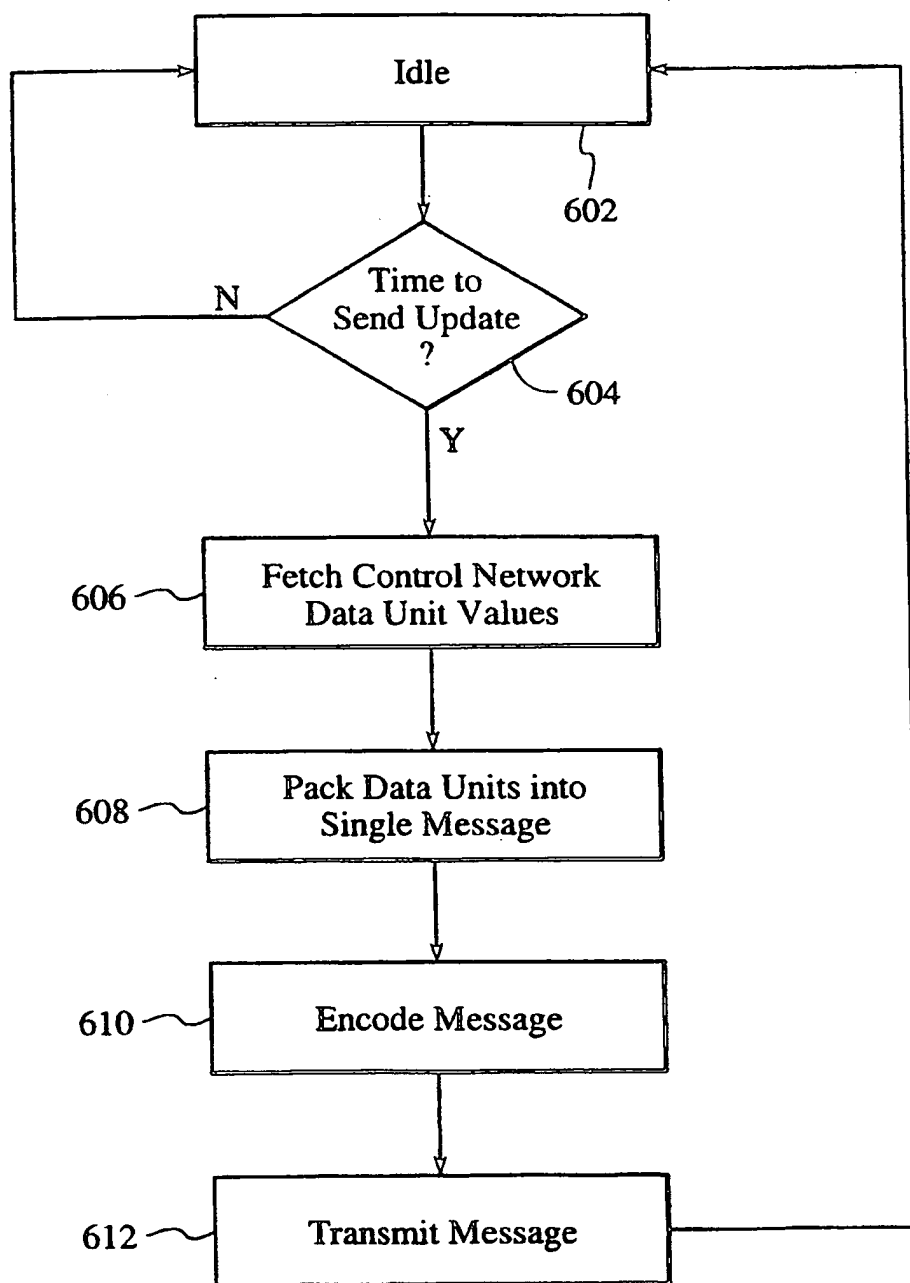 Idle
602
Time to
Send Update
?
604
N
Y
Fetch Control Network
Data Unit Values
606
Pack Data Units into
Single Message
608
Encode Message
610
Transmit Message
612